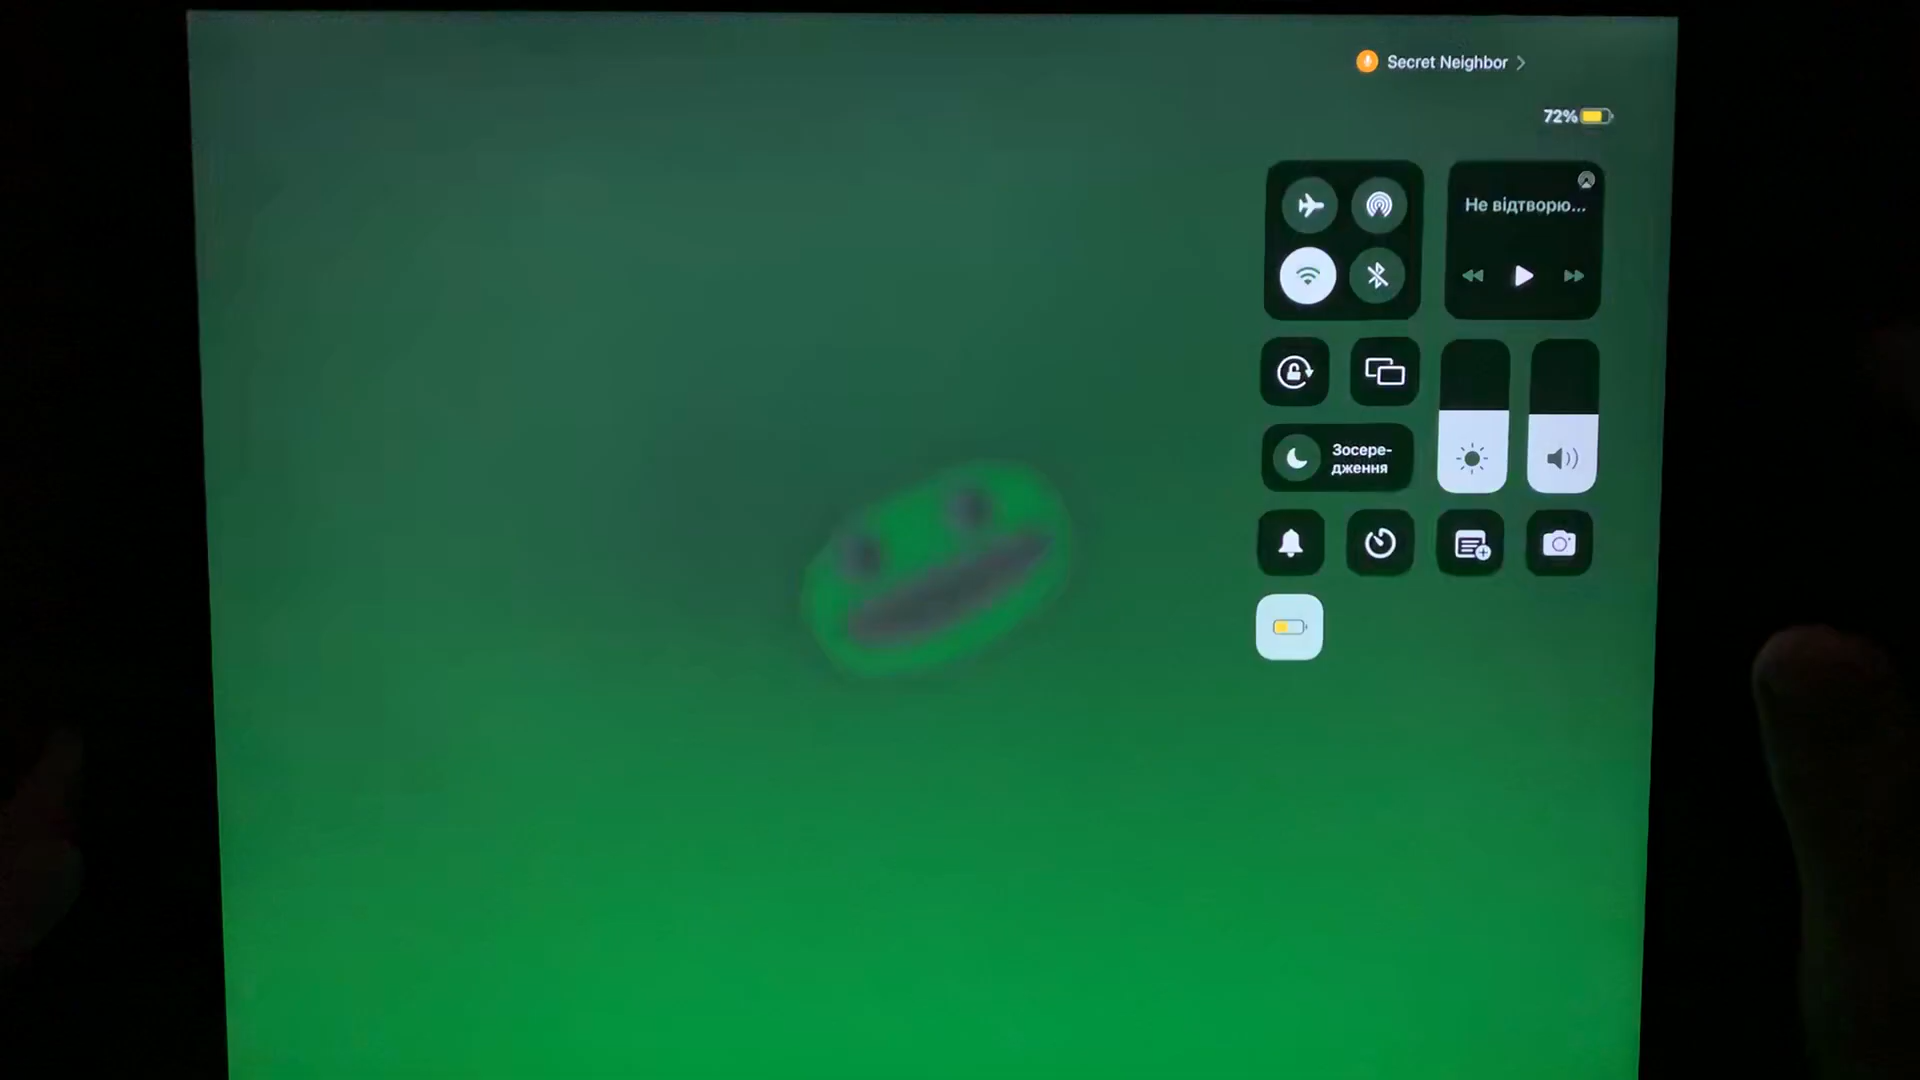 Secret Neighbor
72%
Не відтворю...
Зосере-
дження